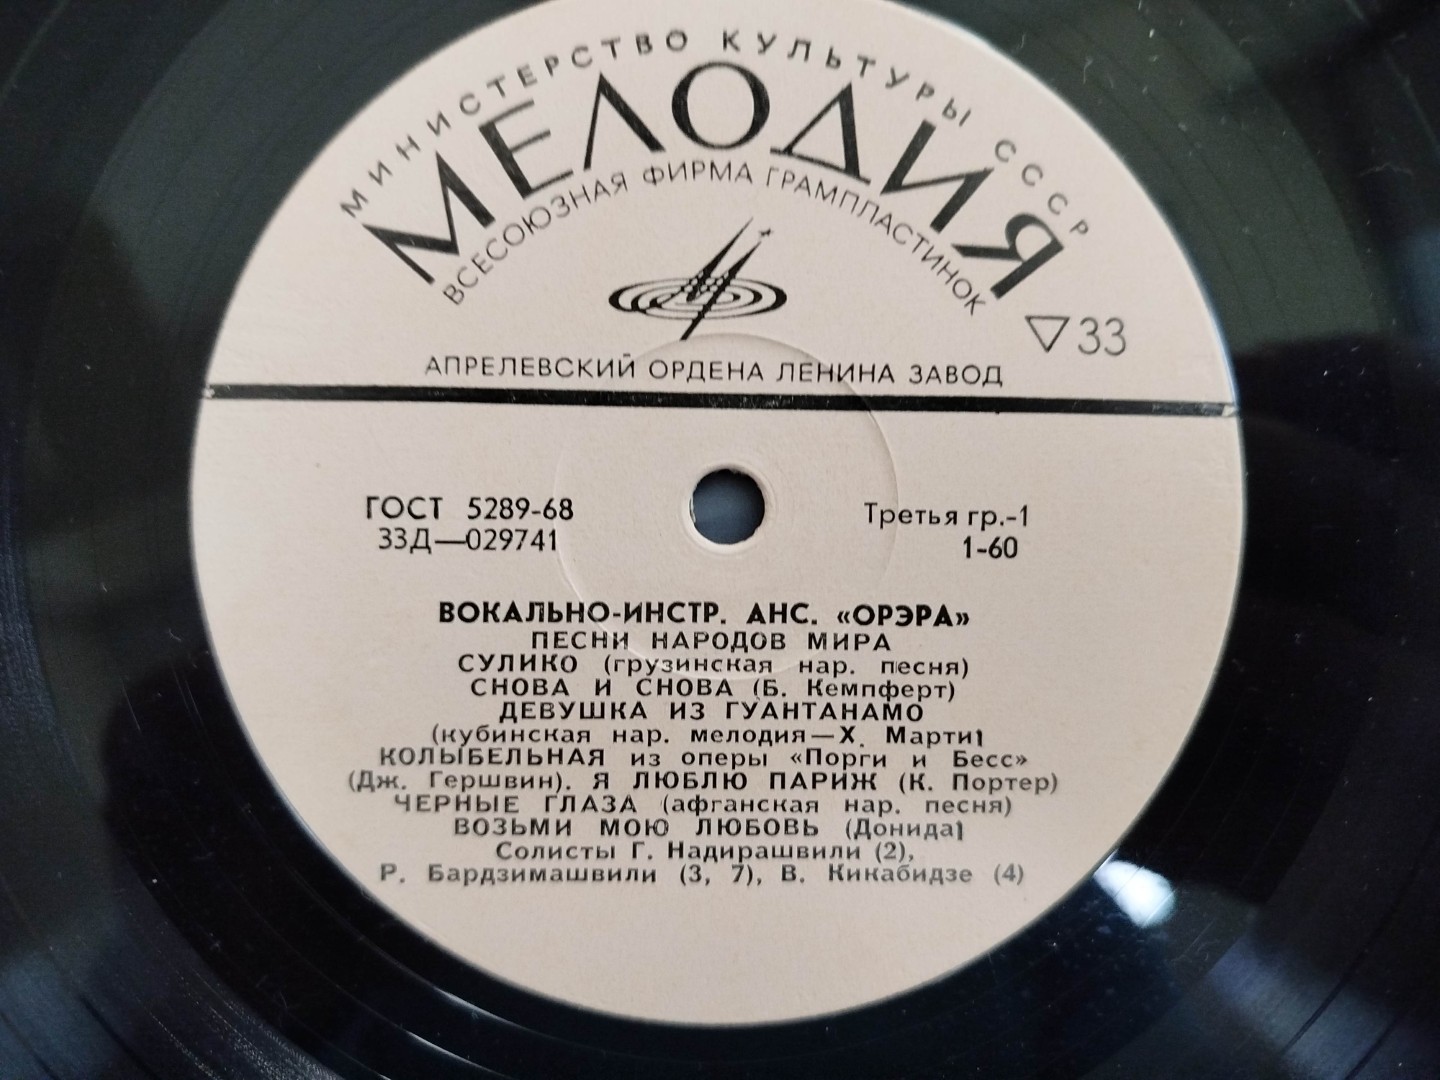 МИНИСТЕРСТВО КУЛЬТУРЫ СССР
МЕЛОДИЯ
ВСЕСОЮЗНАЯ ФИРМА ГРАМПЛАСТИНОК
▽33
АПРЕЛЕВСКИЙ ОРДЕНА ЛЕНИНА ЗАВОД
ГОСТ 5289-68
Третья гр.-1
33Д—029741
1-60
ВОКАЛЬНО-ИНСТР. АНС. «ОРЭРА»
ПЕСНИ НАРОДОВ МИРА
СУЛИКО (грузинская нар. песня)
СНОВА И СНОВА (Б. Кемпферт)
ДЕВУШКА ИЗ ГУАНТАНАМО
(кубинская нар. мелодия—Х. Марти)
КОЛЫБЕЛЬНАЯ из оперы «Порги и Бесс»
(Дж. Гершвин). Я ЛЮБЛЮ ПАРИЖ (К. Портер)
ЧЕРНЫЕ ГЛАЗА (афганская нар. песня)
ВОЗЬМИ МОЮ ЛЮБОВЬ (Донида)
Солисты Г. Надирашвили (2),
Р. Бардзимашвили (3, 7), В. Кикабидзе (4)